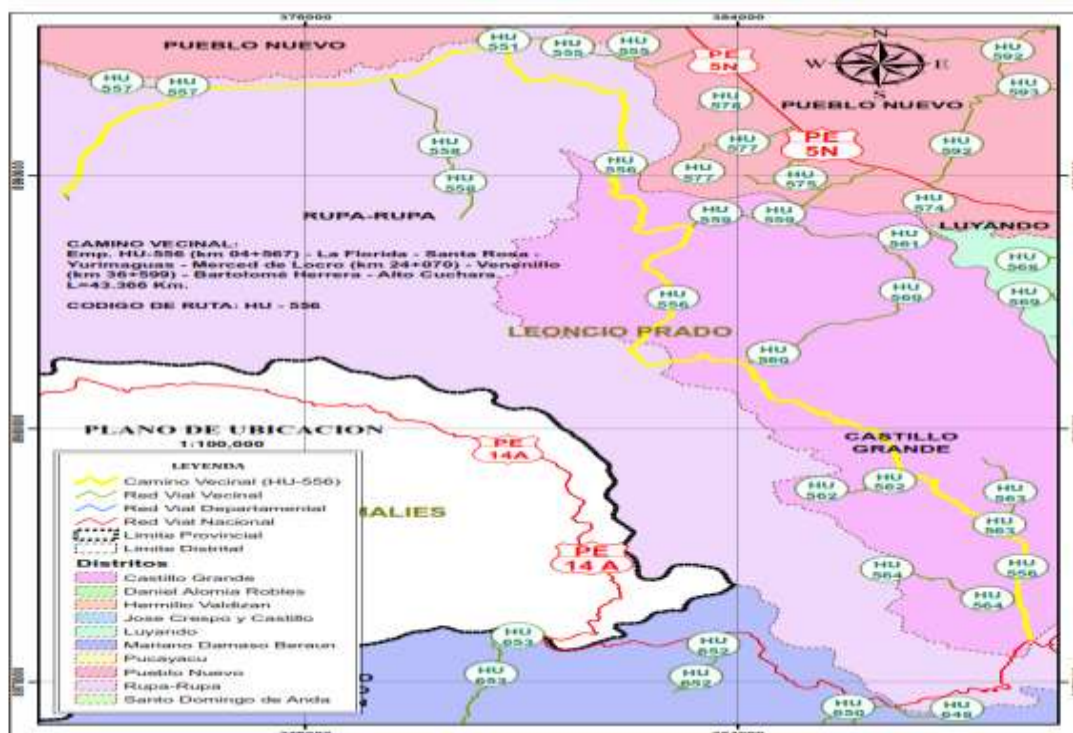 376000
384000
PUEBLO NUEVO
HU 551
HU 555
HU 555
PE 5N
N
W
E
S
HU 592
HU 557
HU 557
HU 578
HU 593
PUEBLO NUEVO
HU 558
HU 577
PE 5N
HU 592
HU 556
HU 577
HU 575
RUPA-RUPA
HU 559
HU 559
HU 574
LUYANDO
HU 561
CAMINO VECINAL:
Emp. HU-556 (km 04+567) - La Florida - Santa Rosa -
Yurimaguas - Merced de Locro (km 24+070) - Venenillo
(km 36+599) - Bartolomé Herrera - Alto Cuchara.
L=43.366 Km.
HU 568
HU 556
HU 569
CODIGO DE RUTA: HU - 556
LEONCIO PRADO
HU 560
PLANO DE UBICACION
1:100,000
PE 14A
CASTILLO
GRANDE
LEYENDA
Camino Vecinal (HU-556)
Red Vial Vecinal
Red Vial Departamental
Red Vial Nacional
Limite Provincial
Limite Distrital
MALIES
HU 562
HU 562
HU 563
HU 563
PE 14 A
HU 564
HU 556
HU 564
Distritos
Castillo Grande
Daniel Alomia Robles
Hermilio Valdizan
Jose Crespo y Castillo
Luyando
Mariano Damaso Beraun
Pucayacu
Pueblo Nuevo
Rupa-Rupa
Santo Domingo de Anda
HU 653
HU 653
HU 652
HU 652
HU 650
HU 648